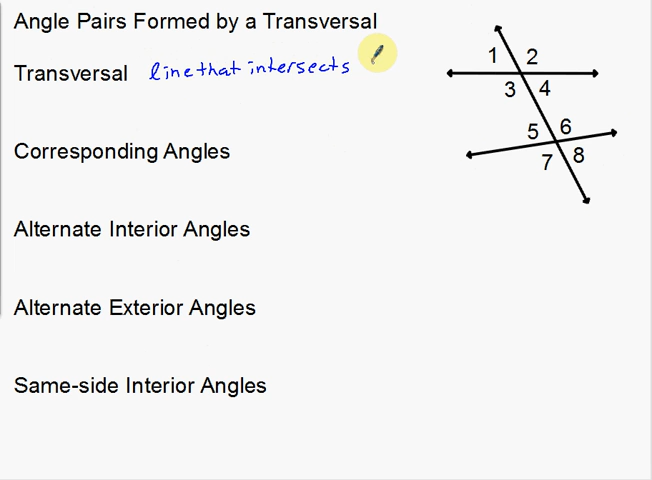 Angle Pairs Formed by a Transversal
Transversal line that intersects
1 2
3 4
5 6
7 8
Corresponding Angles
Alternate Interior Angles
Alternate Exterior Angles
Same-side Interior Angles